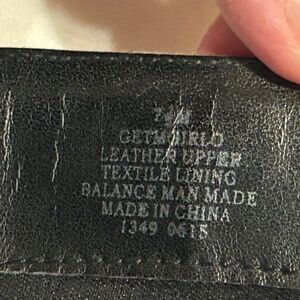 LEATHER UPPER
TEXTILE LINING
BALANCE MAN MADE
MADE IN CHINA
1349 0615